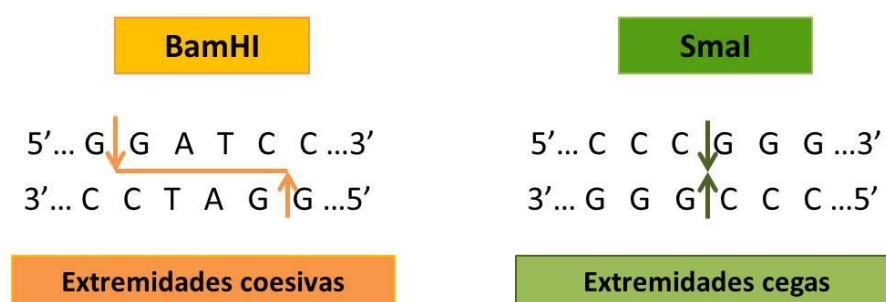 BamHI
5’... G G A T C C ...3’
3’... C C T A G G ...5’
Extremidades coesivas
SmaI
5’... C C C G G G ...3’
3’... G G G C C C ...5’
Extremidades cegas